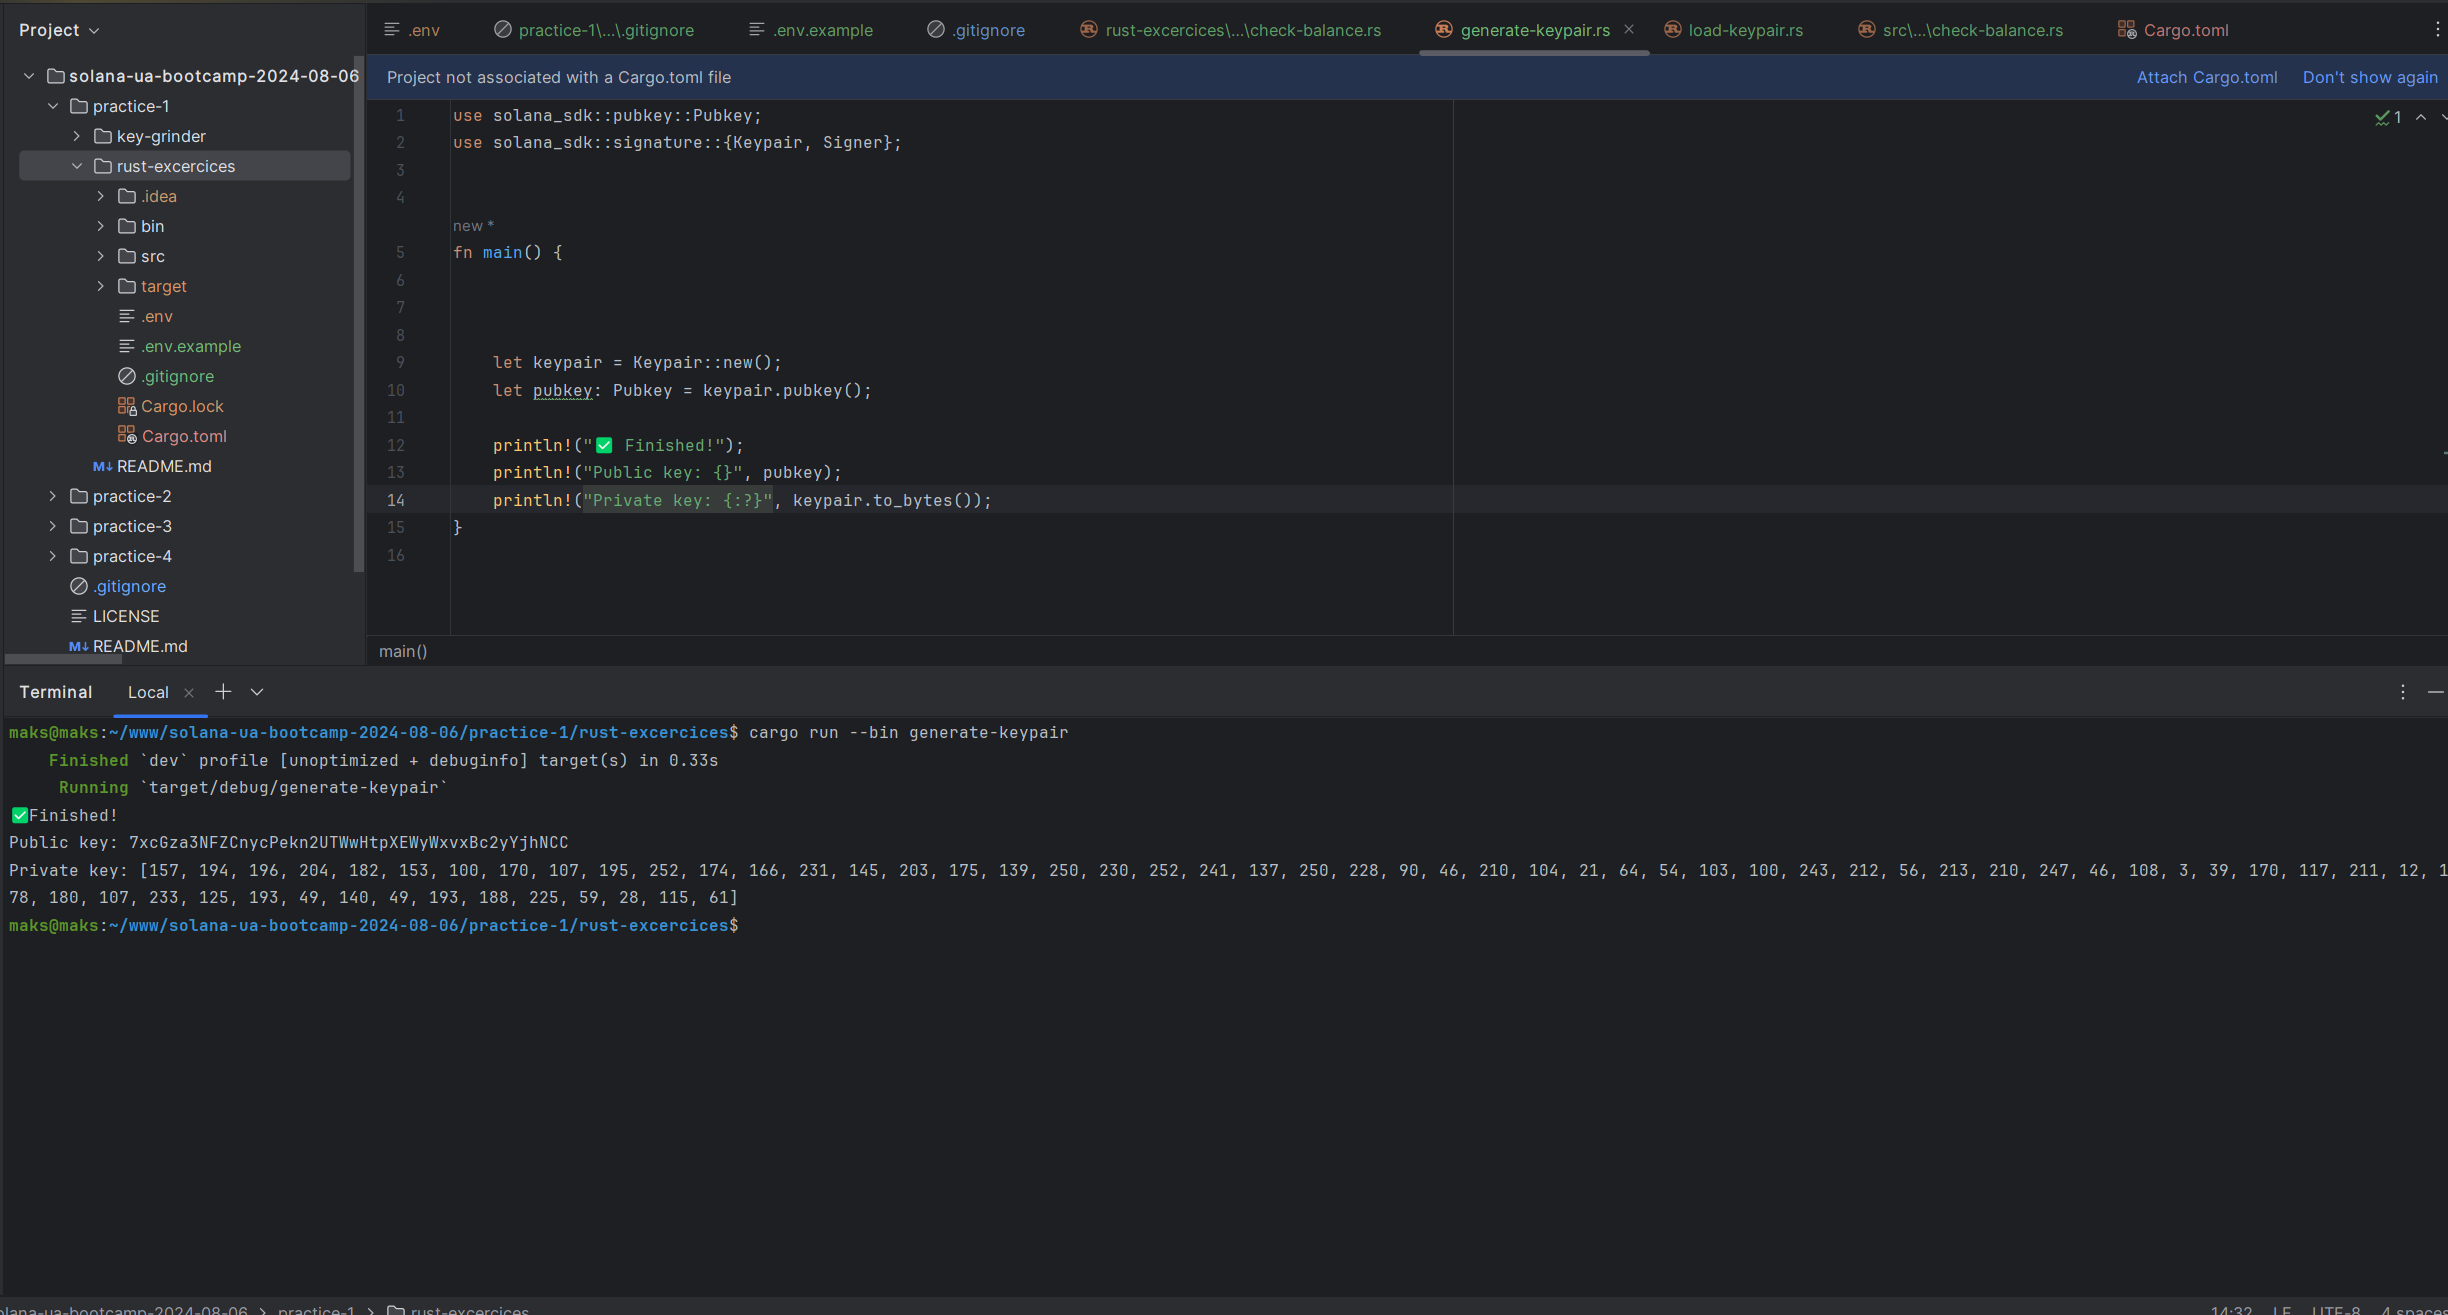 Project
solana-ua-bootcamp-2024-08-06
practice-1
key-grinder
rust-excercices
.idea
bin
src
target
.env
.env.example
.gitignore
Cargo.lock
Cargo.toml
README.md
practice-2
practice-3
practice-4
.gitignore
LICENSE
README.md
.env practice-1\...\.gitignore .env.example .gitignore rust-excercices\...\check-balance.rs generate-keypair.rs load-keypair.rs src\...\check-balance.rs Cargo.toml
Project not associated with a Cargo.toml file Attach Cargo.toml Don't show again
1 use solana_sdk::pubkey::Pubkey; 1
2 use solana_sdk::signature::{Keypair, Signer};
3
4
new *
5 fn main() {
6
7
8
9 let keypair = Keypair::new();
10 let pubkey: Pubkey = keypair.pubkey();
11
12 println!("✅ Finished!");
13 println!("Public key: {}", pubkey);
14 println!("Private key: {:?}", keypair.to_bytes());
15 }
16
main()
Terminal Local
maks@maks:~/www/solana-ua-bootcamp-2024-08-06/practice-1/rust-excercices$ cargo run --bin generate-keypair
Finished `dev` profile [unoptimized + debuginfo] target(s) in 0.33s
Running `target/debug/generate-keypair`
✅Finished!
Public key: 7xcGza3NFZCnycPekn2UTWwHtpXEWyWxvxBc2yYjhNCC
Private key: [157, 194, 196, 204, 182, 153, 100, 170, 107, 195, 252, 174, 166, 231, 145, 203, 175, 139, 250, 230, 252, 241, 137, 250, 228, 90, 46, 210, 104, 21, 64, 54, 103, 100, 243, 212, 56, 213, 210, 247, 46, 108, 3, 39, 170, 117, 211, 12, 1
78, 180, 107, 233, 125, 193, 49, 140, 49, 193, 188, 225, 59, 28, 115, 61]
maks@maks:~/www/solana-ua-bootcamp-2024-08-06/practice-1/rust-excercices$
olana-ua-bootcamp-2024-08-06 > practice-1 > rust-excercices 14:32 LF UTF-8 4 spaces